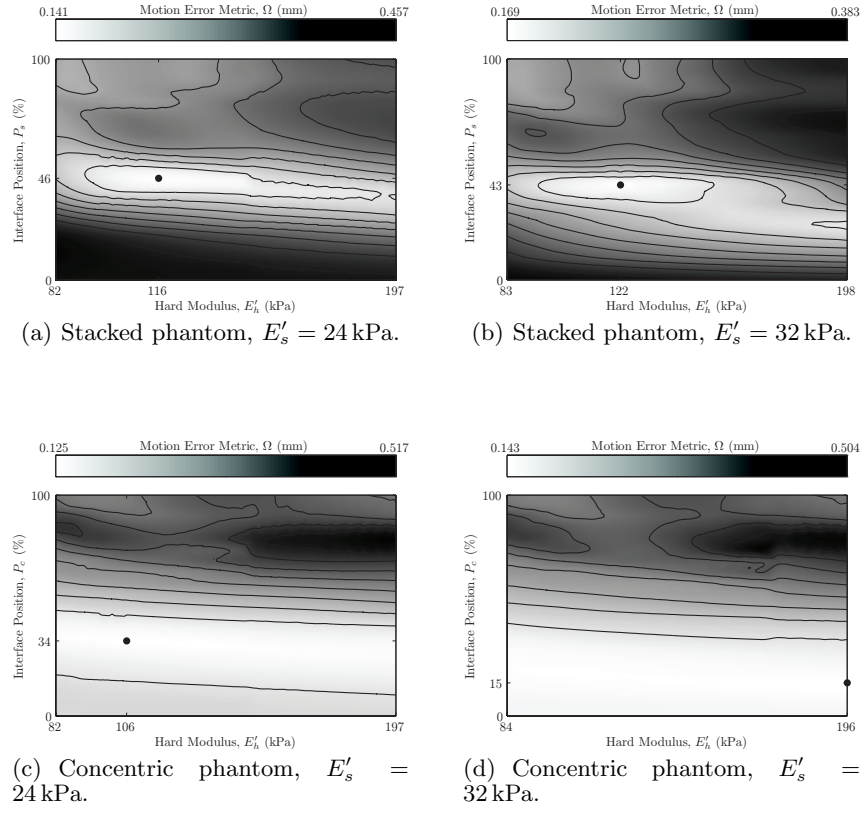 0.141 Motion Error Metric, Ω (mm) 0.457
100
46
0
Interface Position, P_s (%)
82 116 197
Hard Modulus, E′_h (kPa)
(a) Stacked phantom, E′_s = 24 kPa.
0.169 Motion Error Metric, Ω (mm) 0.383
100
43
0
Interface Position, P_s (%)
83 122 198
Hard Modulus, E′_h (kPa)
(b) Stacked phantom, E′_s = 32 kPa.
0.125 Motion Error Metric, Ω (mm) 0.517
100
34
0
Interface Position, P_c (%)
82 106 197
Hard Modulus, E′_h (kPa)
(c) Concentric phantom, E′_s =
24 kPa.
0.143 Motion Error Metric, Ω (mm) 0.504
100
15
0
Interface Position, P_c (%)
84 196
Hard Modulus, E′_h (kPa)
(d) Concentric phantom, E′_s =
32 kPa.